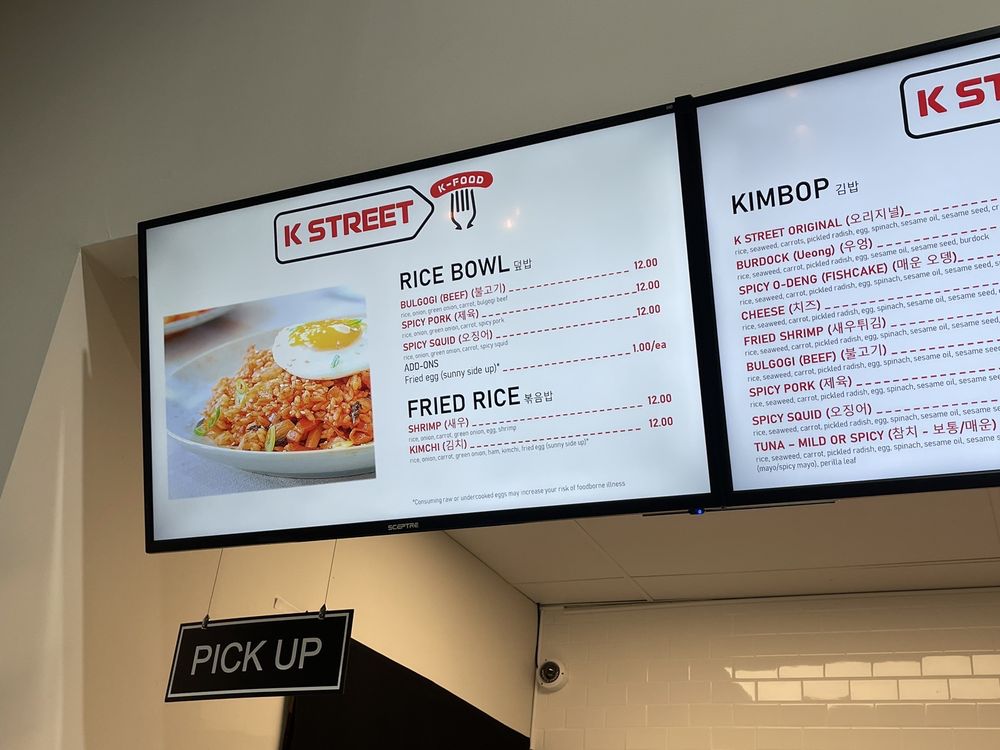 K-FOOD
K STREET
RICE BOWL 덮밥
BULGOGI (BEEF) (불고기) 12.00
rice, onion, green onion, carrot, bulgogi beef
SPICY PORK (제육) 12.00
rice, onion, green onion, carrot, spicy pork
SPICY SQUID (오징어) 12.00
rice, onion, green onion, carrot, spicy squid
ADD-ONS
Fried egg (sunny side up)* 1.00/ea
FRIED RICE 볶음밥
SHRIMP (새우) 12.00
rice, onion, carrot, green onion, egg, shrimp
KIMCHI (김치) 12.00
rice, onion, carrot, green onion, ham, kimchi, fried egg (sunny side up)*
*Consuming raw or undercooked eggs may increase your risk of foodborne illness
SCEPTRE
K ST
KIMBOP 김밥
K STREET ORIGINAL (오리지널)
rice, seaweed, carrots, pickled radish, egg, spinach, sesame oil, sesame seed,
BURDOCK (Ueong) (우엉)
rice, seaweed, carrot, pickled radish, egg, spinach, sesame oil, sesame seed, burdock
SPICY O-DENG (FISHCAKE) (매운 오뎅)
rice, seaweed, carrot, pickled radish, egg, spinach, sesame oil, sesame seed,
CHEESE (치즈)
rice, seaweed, carrot, pickled radish, egg, spinach, sesame oil, sesame seed,
FRIED SHRIMP (새우튀김)
rice, seaweed, carrot, pickled radish, egg, spinach, sesame oil, sesame seed,
BULGOGI (BEEF) (불고기)
rice, seaweed, carrot, pickled radish, egg, spinach, sesame oil, sesame
SPICY PORK (제육)
rice, seaweed, carrot, pickled radish, egg, spinach, sesame oil, sesame
SPICY SQUID (오징어)
rice, seaweed, carrot, pickled radish, egg, spinach, sesame oil, sesame
TUNA - MILD OR SPICY (참치 - 보통/매운)
rice, seaweed, carrot, pickled radish, egg, spinach, sesame oil, sesame
(mayo/spicy mayo), perilla leaf
PICK UP